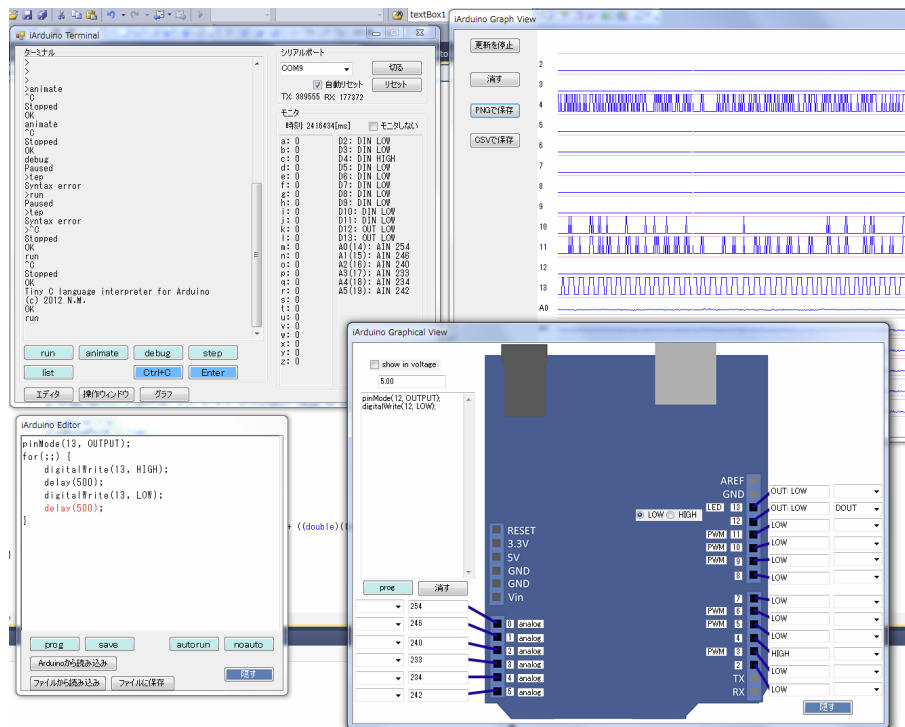 textBox1
iArduino Terminal
ターミナル
>
>
>
>animate
^C
Stopped
OK
animate
^C
Stopped
OK
debug
Paused
>tep
Syntax error
>run
Paused
>tep
Syntax error
>^C
Stopped
OK
run
^C
Stopped
OK
Tiny C language interpreter for Arduino
(c) 2012 N.M.
OK
run
run animate debug step
list Ctrl+C Enter
エディタ 操作ウィンドウ グラフ
シリアルポート
COM9 切る
自動リセット リセット
TX: 389555 RX: 177372
モニタ
時刻: 2416434[ms] モニタしない
a: 0 D2: DIN LOW
b: 0 D3: DIN LOW
c: 0 D4: DIN HIGH
d: 0 D5: DIN LOW
e: 0 D6: DIN LOW
f: 0 D7: DIN LOW
g: 0 D8: DIN LOW
h: 0 D9: DIN LOW
i: 0 D10: DIN LOW
j: 0 D11: DIN LOW
k: 0 D12: OUT LOW
l: 0 D13: OUT LOW
m: 0 A0(14): AIN 254
n: 0 A1(15): AIN 246
o: 0 A2(16): AIN 240
p: 0 A3(17): AIN 233
q: 0 A4(18): AIN 234
r: 0 A5(19): AIN 242
s: 0
t: 0
u: 0
v: 0
w: 0
x: 0
y: 0
z: 0
iArduino Graph View
更新を停止
消す
PNGで保存
CSVで保存
2
3
4
5
6
7
8
9
10
11
12
13
A0
iArduino Editor
pinMode(13, OUTPUT);
for(;;) {
digitalWrite(13, HIGH);
delay(500);
digitalWrite(13, LOW);
delay(500);
}
prog save autorun noauto
Arduinoから読み込み
ファイルから読み込み ファイルに保存 隠す
+ ((double)(
}
iArduino Graphical View
show in voltage
5.00
pinMode(12, OUTPUT);
digitalWrite(12, LOW);
prog 消す
254
246
240
233
234
242
RESET
3.3V
5V
GND
GND
Vin
0 analog
1 analog
2 analog
3 analog
4 analog
5 analog
AREF
GND
LED 13 OUT: LOW
LOW HIGH 12 OUT: LOW DOUT
PWM 11 LOW
PWM 10 LOW
PWM 9 LOW
8 LOW
7 LOW
PWM 6 LOW
PWM 5 LOW
4 HIGH
PWM 3 LOW
2 LOW
TX
RX
隠す